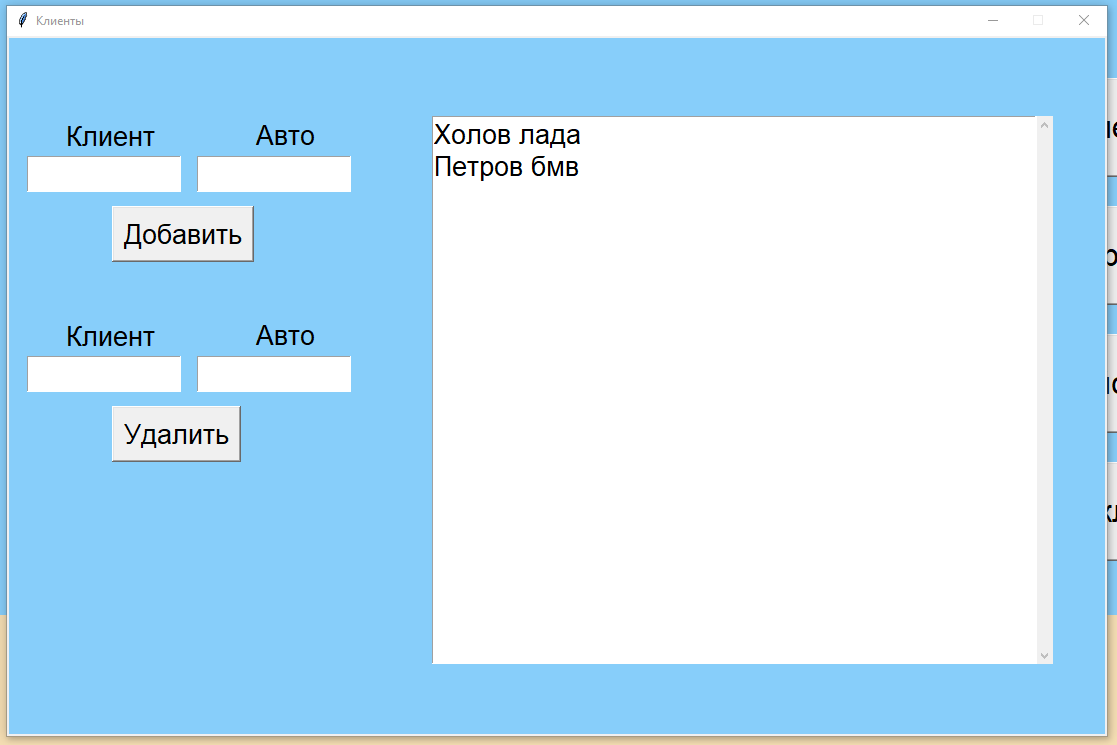 Клиенты
Клиент Авто
Добавить
Клиент Авто
Удалить
Холов лада
Петров бмв